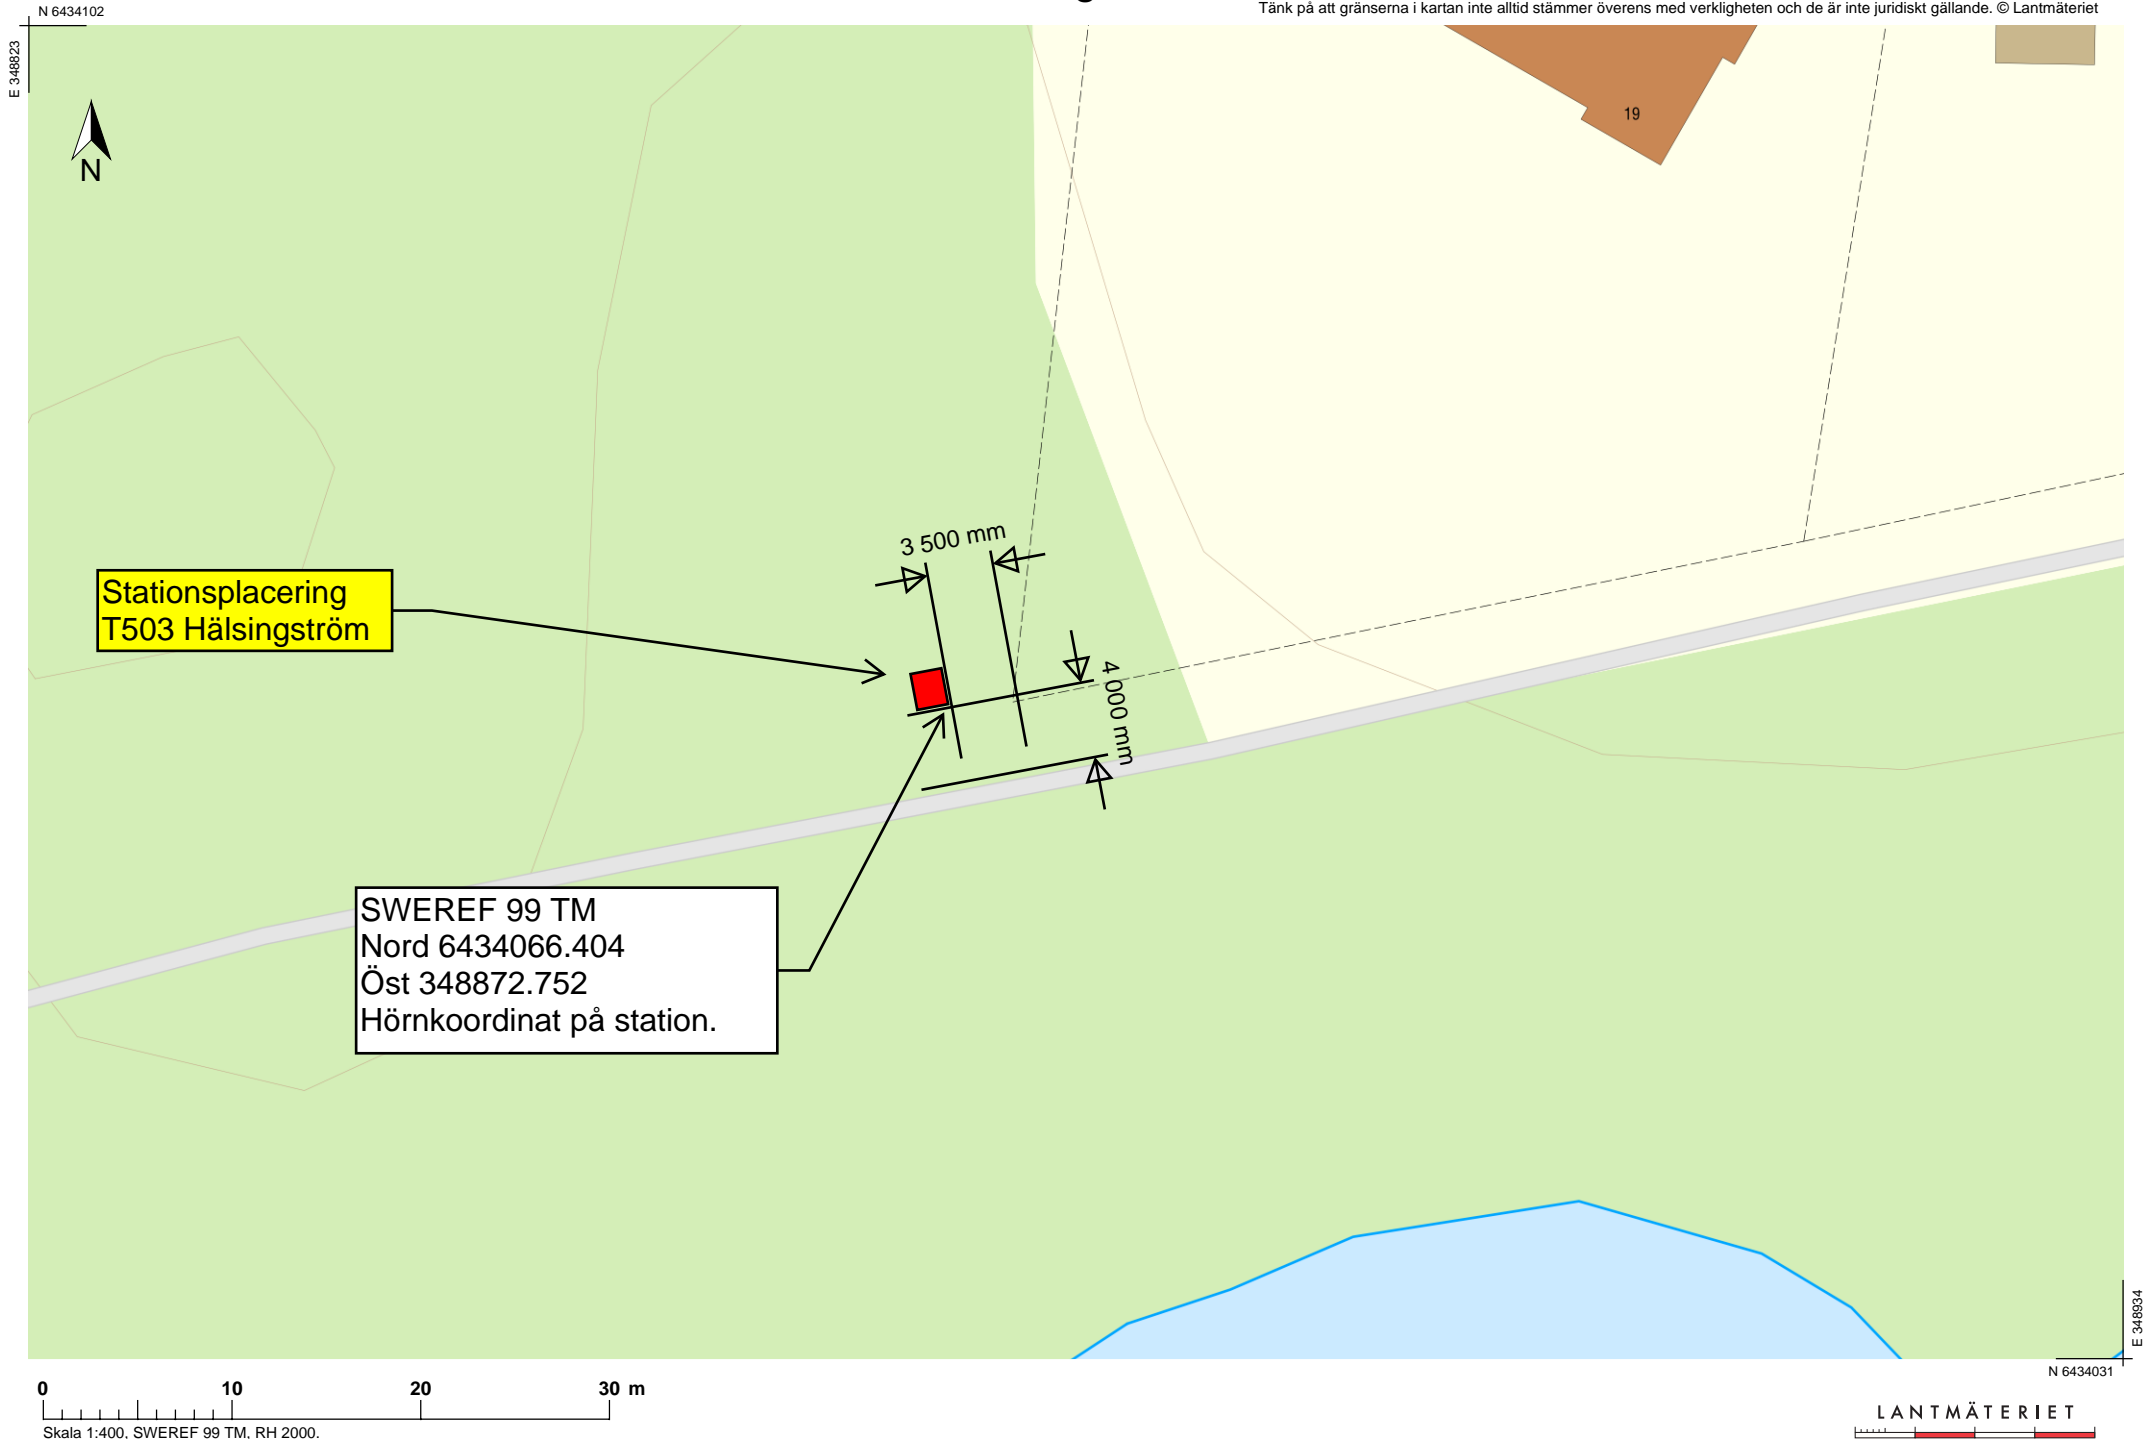 N 6434102
Tänk på att gränserna i kartan inte alltid stämmer överens med verkligheten och de är inte juridiskt gällande. © Lantmäteriet
E 348823
19
N
3 500 mm
Stationsplacering
T503 Hälsingström
4 000 mm
SWEREF 99 TM
Nord 6434066.404
Öst 348872.752
Hörnkoordinat på station.
E 348934
N 6434031
0 10 20 30 m
LANTMÄTERIET
Skala 1:400, SWEREF 99 TM, RH 2000.